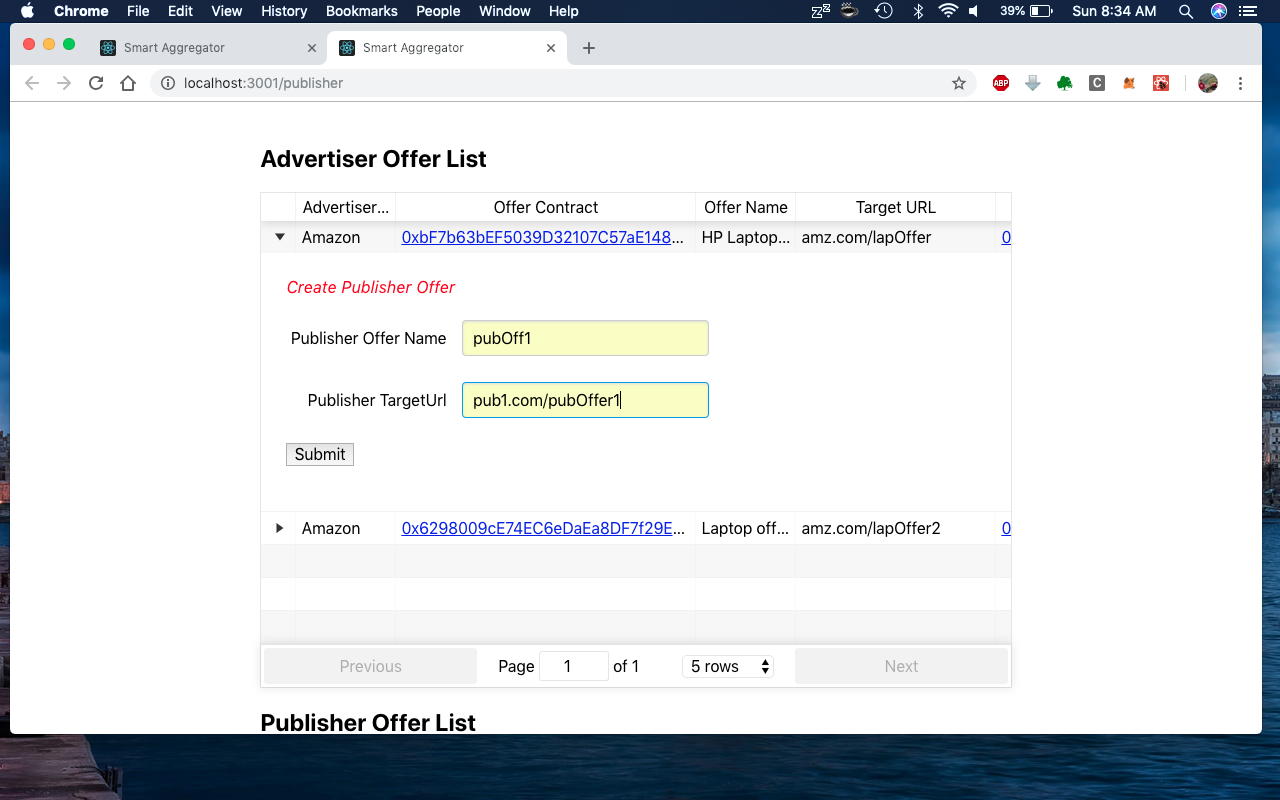 Chrome File Edit View History Bookmarks People Window Help 39% Sun 8:34 AM
Smart Aggregator Smart Aggregator
localhost:3001/publisher ABP C
Advertiser Offer List
Advertiser... Offer Contract Offer Name Target URL
Amazon 0xbF7b63bEF5039D32107C57aE148... HP Laptop... amz.com/lapOffer 0
Create Publisher Offer
Publisher Offer Name pubOff1
Publisher TargetUrl pub1.com/pubOffer1
Submit
Amazon 0x6298009cE74EC6eDaEa8DF7f29E... Laptop off... amz.com/lapOffer2 0
Previous Page 1 of 1 5 rows Next
Publisher Offer List